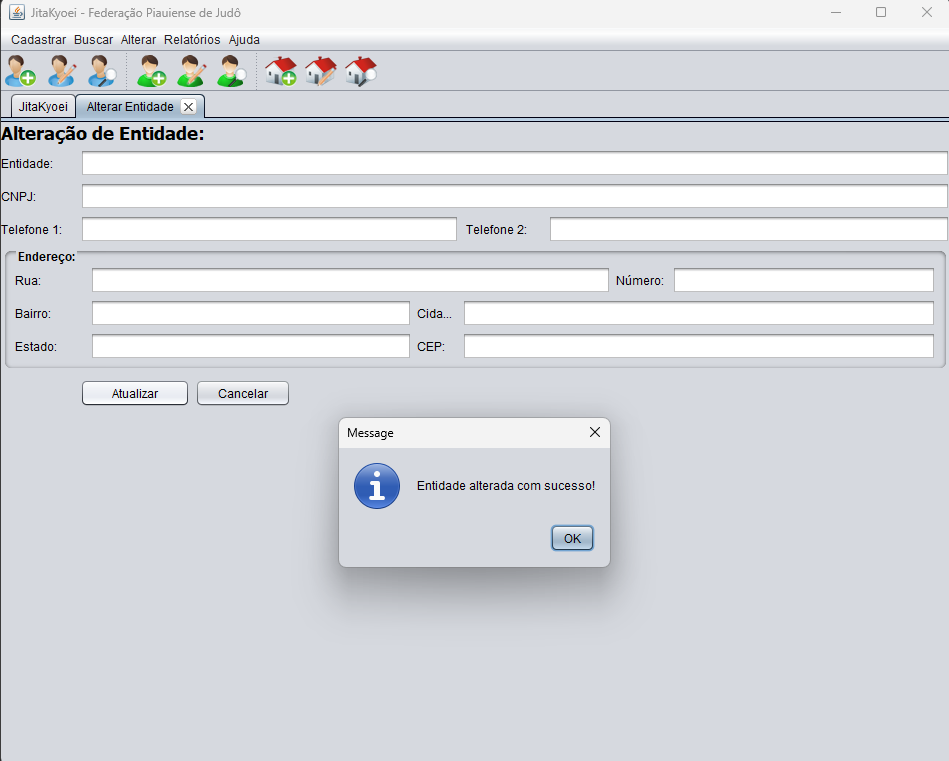 JitaKyoei - Federação Piauiense de Judô
Cadastrar Buscar Alterar Relatórios Ajuda
JitaKyoei Alterar Entidade
Alteração de Entidade:
Entidade:
CNPJ:
Telefone 1: Telefone 2:
Endereço:
Rua: Número:
Bairro: Cida...
Estado: CEP:
Atualizar Cancelar
Message
Entidade alterada com sucesso!
OK